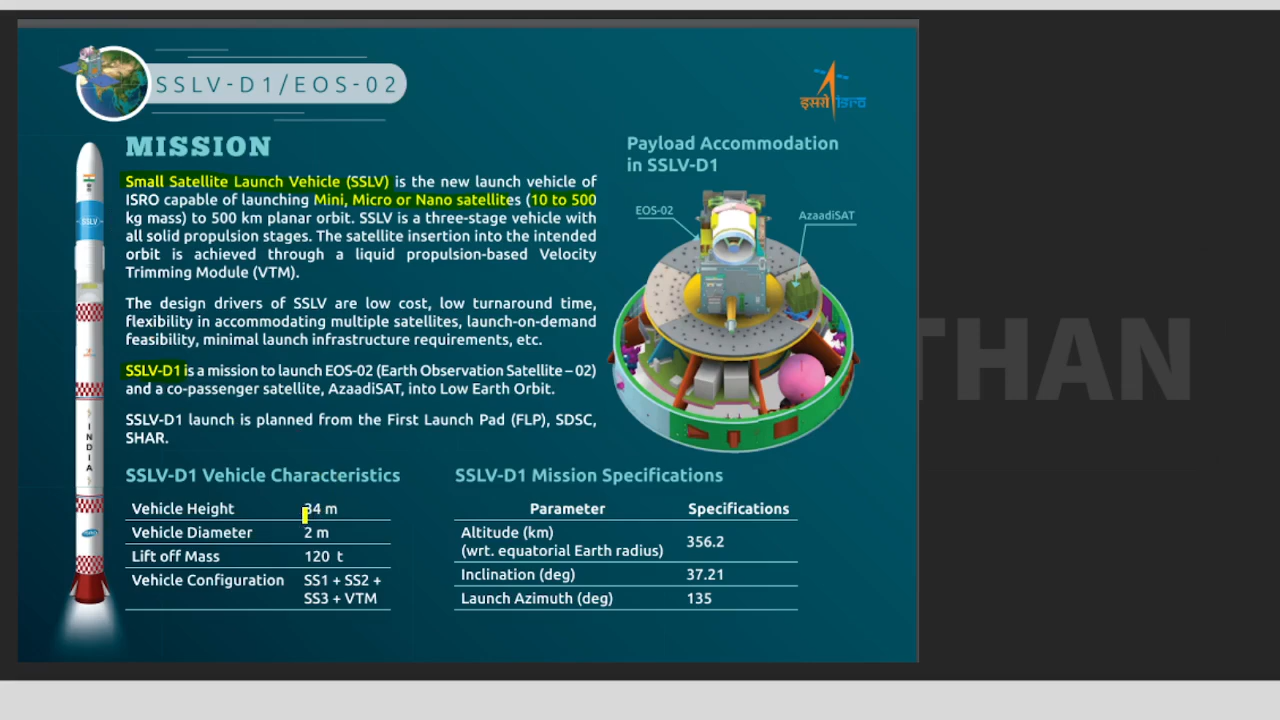 SSLV-D1/EOS-02
इसरो इसरो
MISSION
Small Satellite Launch Vehicle (SSLV) is the new launch vehicle of
ISRO capable of launching Mini, Micro or Nano satellites (10 to 500
kg mass) to 500 km planar orbit. SSLV is a three-stage vehicle with
all solid propulsion stages. The satellite insertion into the intended
orbit is achieved through a liquid propulsion-based Velocity
Trimming Module (VTM).
The design drivers of SSLV are low cost, low turnaround time,
flexibility in accommodating multiple satellites, launch-on-demand
feasibility, minimal launch infrastructure requirements, etc.
SSLV-D1 is a mission to launch EOS-02 (Earth Observation Satellite – 02)
and a co-passenger satellite, AzaadiSAT, into Low Earth Orbit.
SSLV-D1 launch is planned from the First Launch Pad (FLP), SDSC,
SHAR.
Payload Accommodation
in SSLV-D1
EOS-02
AzaadiSAT
SSLV
INDIA
SSLV-D1 Vehicle Characteristics
Vehicle Height 34 m
Vehicle Diameter 2 m
Lift off Mass 120 t
Vehicle Configuration SS1 + SS2 +
SS3 + VTM
SSLV-D1 Mission Specifications
Parameter Specifications
Altitude (km)
(wrt. equatorial Earth radius) 356.2
Inclination (deg) 37.21
Launch Azimuth (deg) 135
THAN